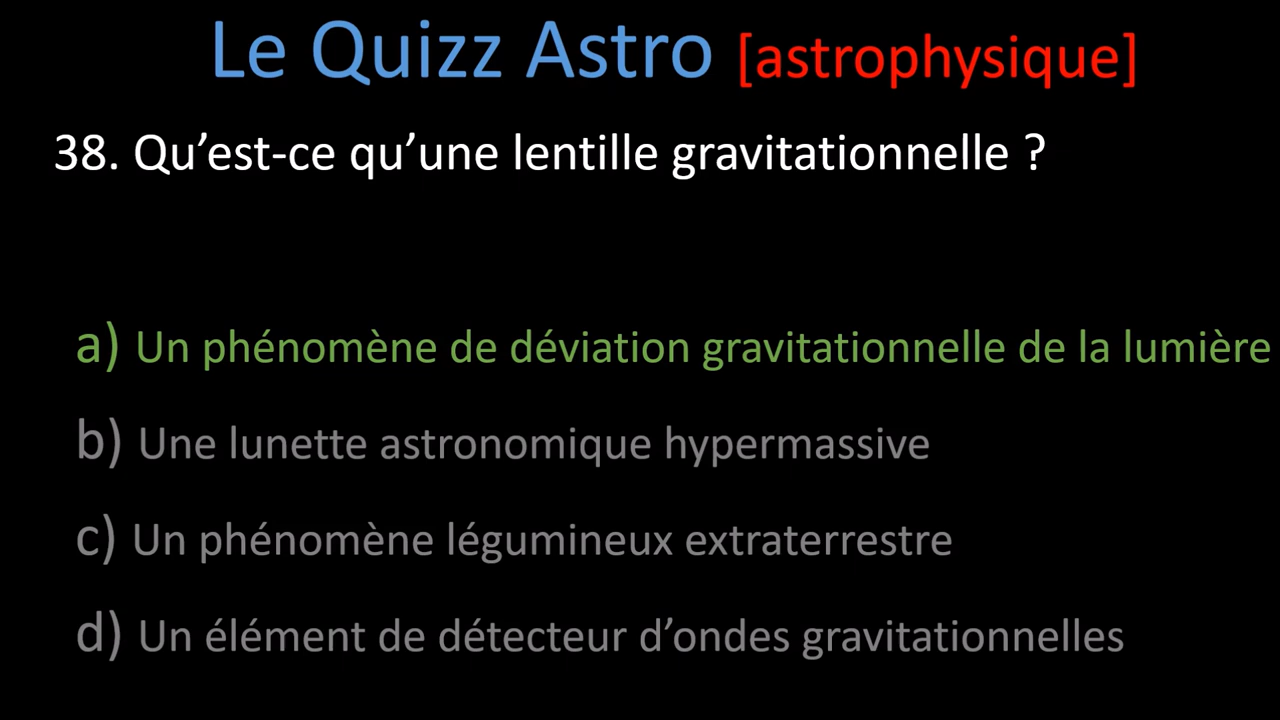 Le Quizz Astro [astrophysique]
38. Qu’est-ce qu’une lentille gravitationnelle ?
a) Un phénomène de déviation gravitationnelle de la lumière
b) Une lunette astronomique hypermassive
c) Un phénomène légumineux extraterrestre
d) Un élément de détecteur d’ondes gravitationnelles